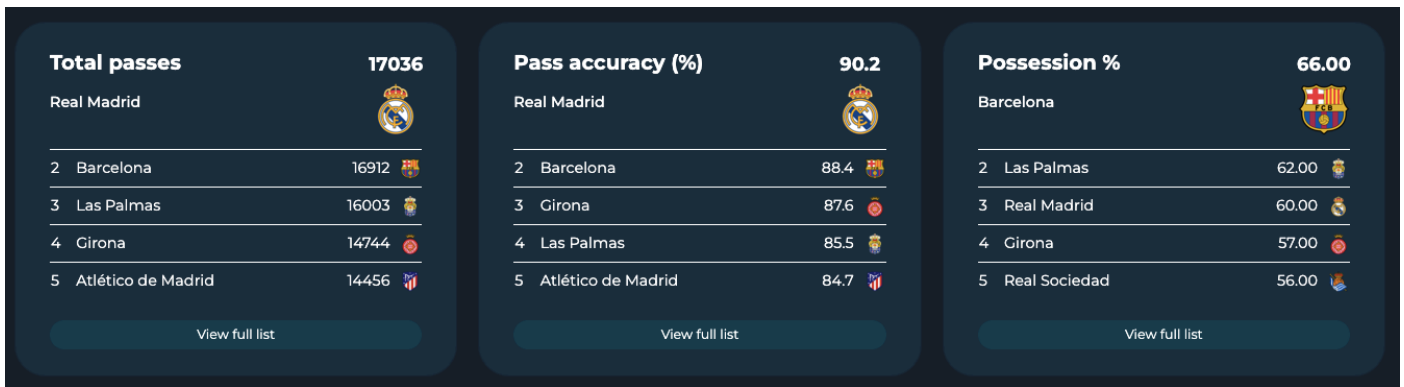 Total passes 17036
Real Madrid
2 Barcelona 16912
3 Las Palmas 16003
4 Girona 14744
5 Atlético de Madrid 14456
View full list
Pass accuracy (%) 90.2
Real Madrid
2 Barcelona 88.4
3 Girona 87.6
4 Las Palmas 85.5
5 Atlético de Madrid 84.7
View full list
Possession % 66.00
Barcelona
FCB
2 Las Palmas 62.00
3 Real Madrid 60.00
4 Girona 57.00
5 Real Sociedad 56.00
View full list